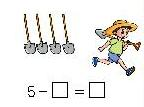 5 - □ = □